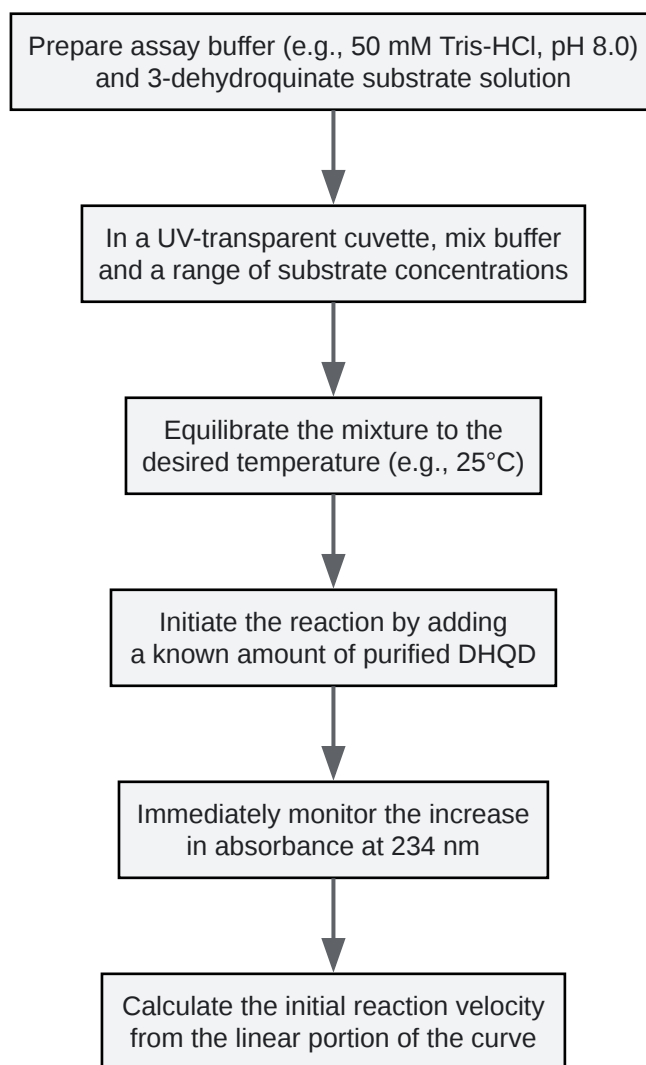 Prepare assay buffer (e.g., 50 mM Tris-HCl, pH 8.0)
and 3-dehydroquinate substrate solution
In a UV-transparent cuvette, mix buffer
and a range of substrate concentrations
Equilibrate the mixture to the
desired temperature (e.g., 25°C)
Initiate the reaction by adding
a known amount of purified DHQD
Immediately monitor the increase
in absorbance at 234 nm
Calculate the initial reaction velocity
from the linear portion of the curve